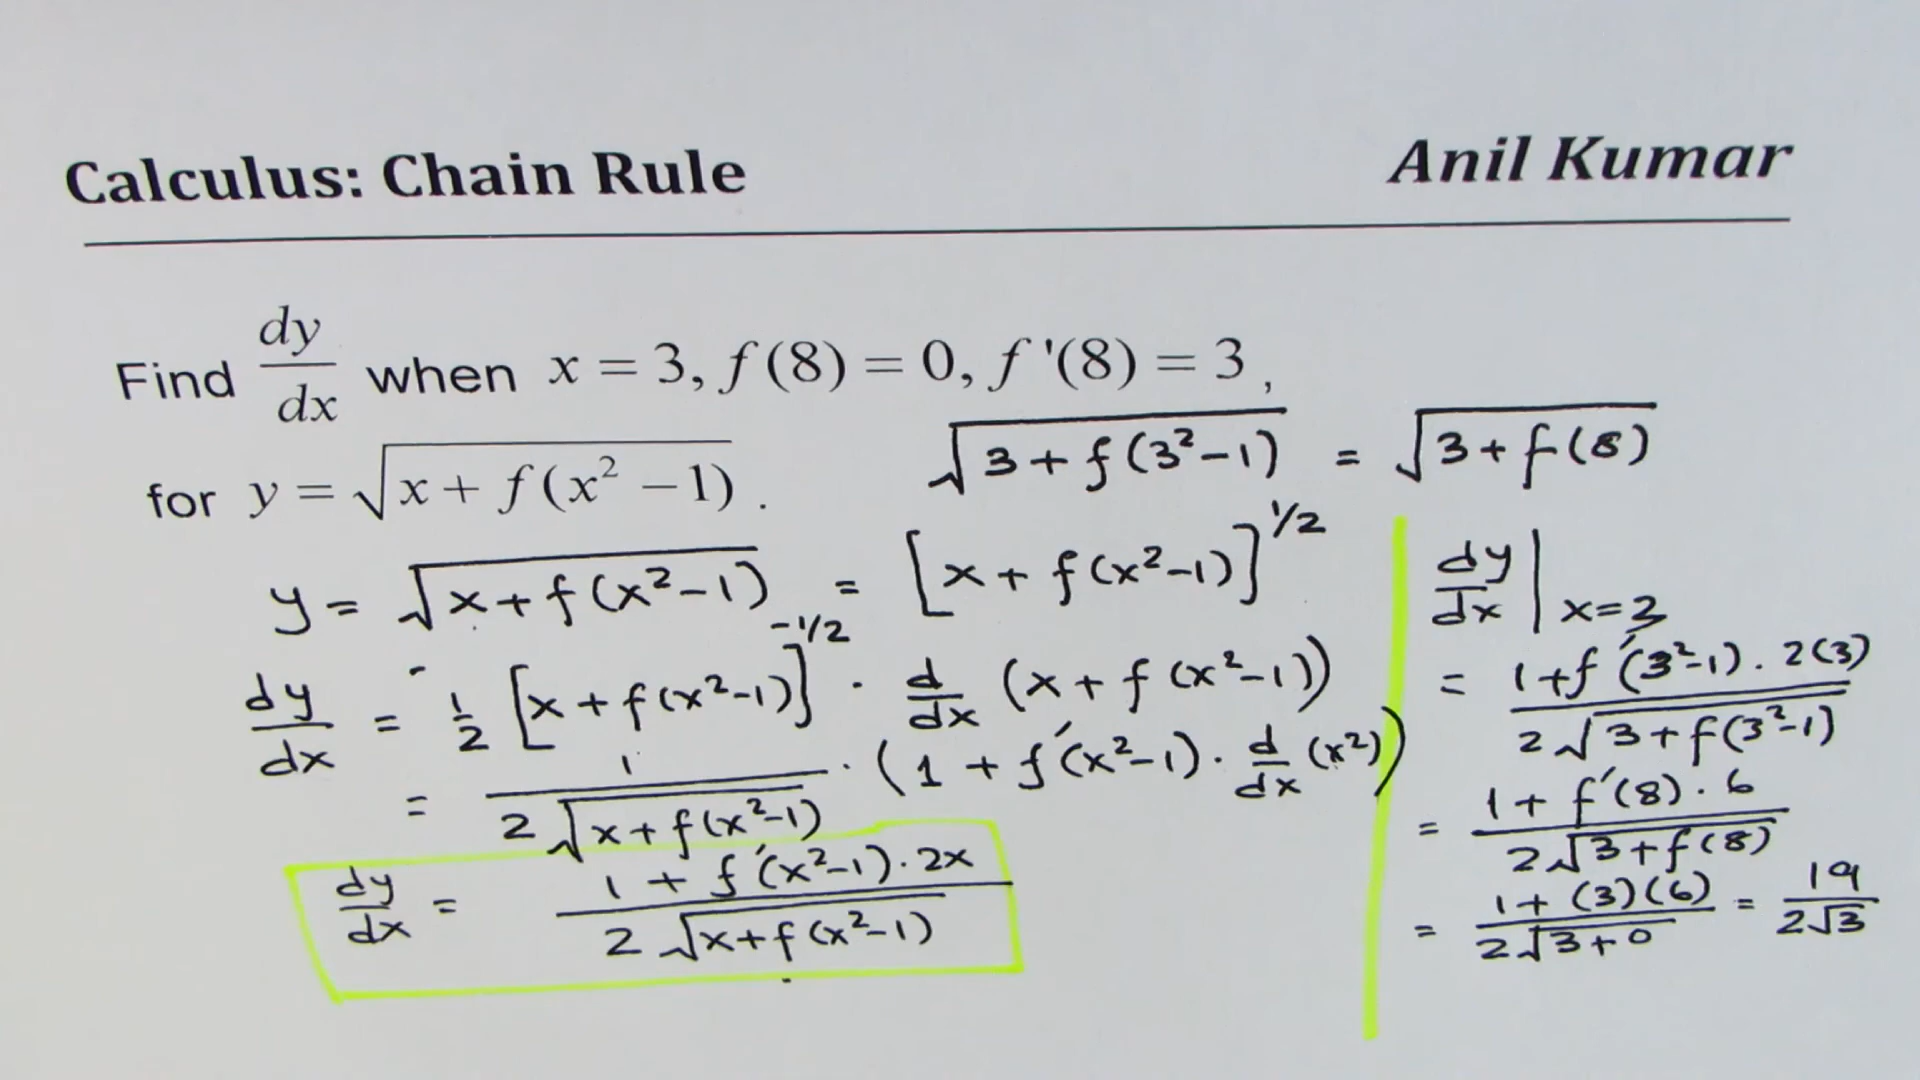 Calculus: Chain Rule
Anil Kumar
Find dy/dx when x = 3, f(8) = 0, f '(8) = 3 ,
for y = √(x + f(x² − 1)) .
√(3 + f(3²−1)) = √(3 + f(8))
y = √(x + f(x²−1)) = [x + f(x²−1)]^1/2
dy/dx = 1/2 [x + f(x²−1)]^−1/2 · d/dx (x + f(x²−1))
= 1/(2√(x + f(x²−1))) · (1 + f′(x²−1) · d/dx (x²))
dy/dx = (1 + f′(x²−1) · 2x)/(2√(x + f(x²−1)))
dy/dx | x=3
= (1 + f′(3²−1) · 2(3))/(2√(3 + f(3²−1)))
= (1 + f′(8) · 6)/(2√(3 + f(8)))
= (1 + (3)(6))/(2√(3 + 0)) = 19/(2√3)